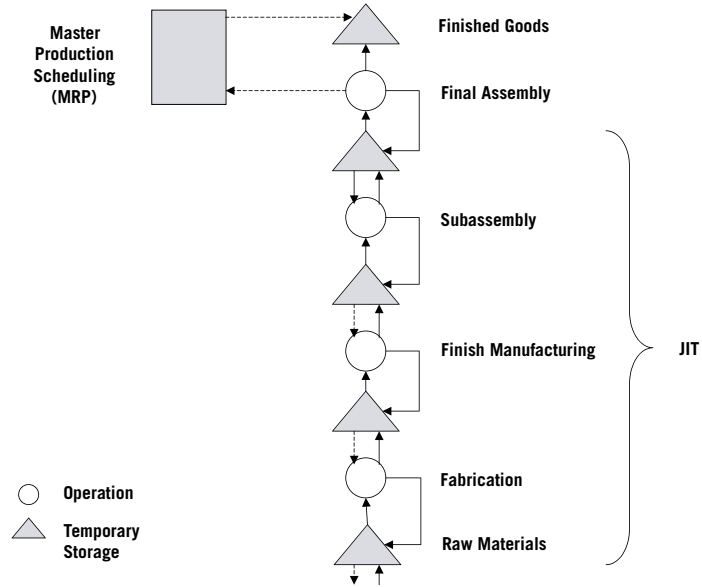 Master
Production
Scheduling
(MRP)
Finished Goods
Final Assembly
Subassembly
Finish Manufacturing
JIT
Fabrication
Raw Materials
Operation
Temporary
Storage